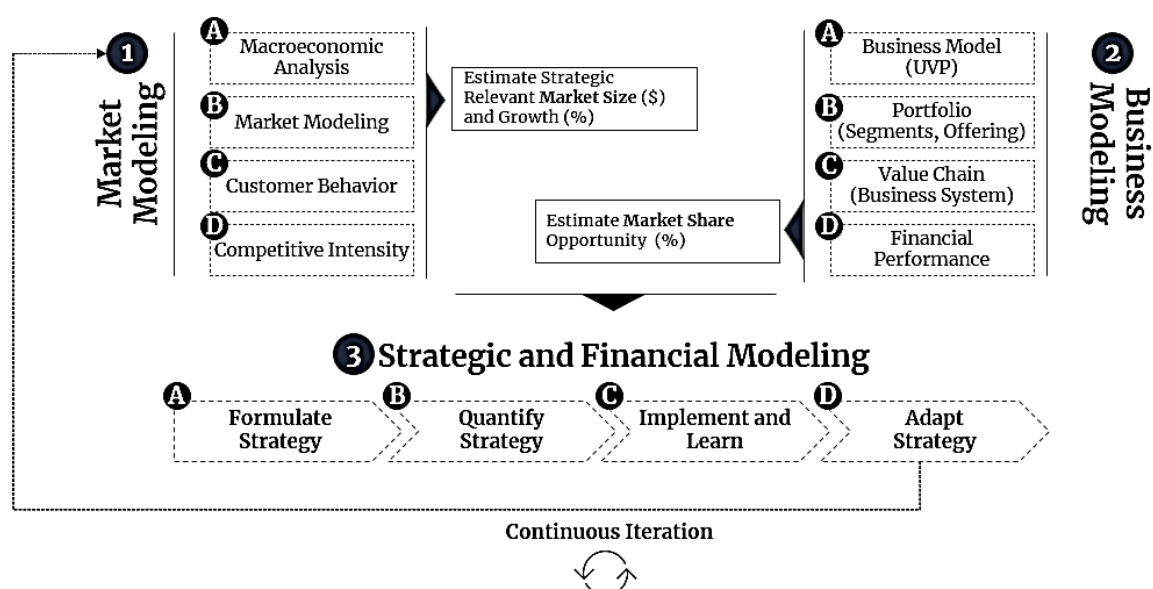 1
Market
Modeling
A
Macroeconomic
Analysis
B
Market Modeling
C
Customer Behavior
D
Competitive Intensity
Estimate Strategic
Relevant Market Size ($)
and Growth (%)
Estimate Market Share
Opportunity (%)
A
Business Model
(UVP)
B
Portfolio
(Segments, Offering)
C
Value Chain
(Business System)
D
Financial
Performance
2
Business
Modeling
3 Strategic and Financial Modeling
A
Formulate
Strategy
B
Quantify
Strategy
C
Implement and
Learn
D
Adapt
Strategy
Continuous Iteration